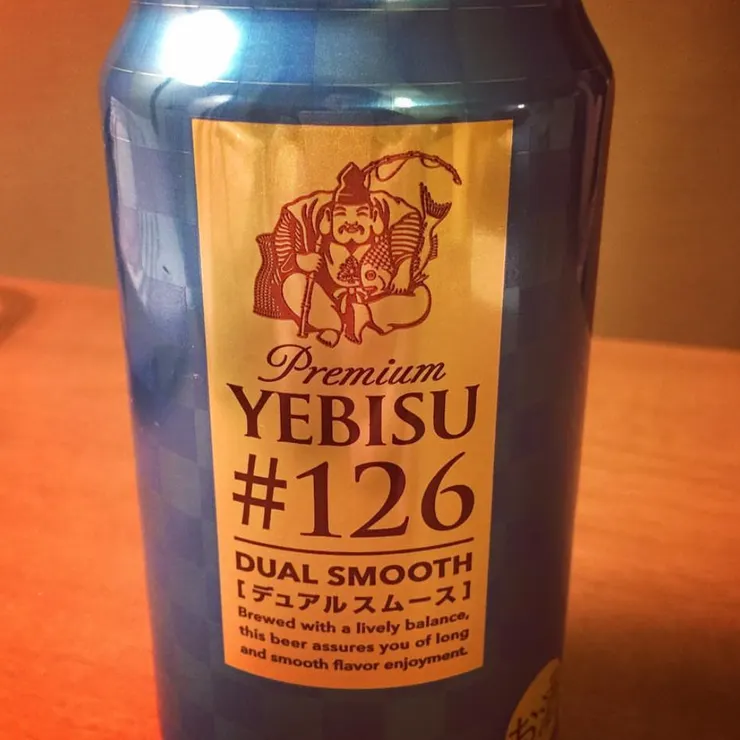 Premium
YEBISU
#126
DUAL SMOOTH
[デュアルスムース]
Brewed with a lively balance,
this beer assures you of long
and smooth flavor enjoyment.